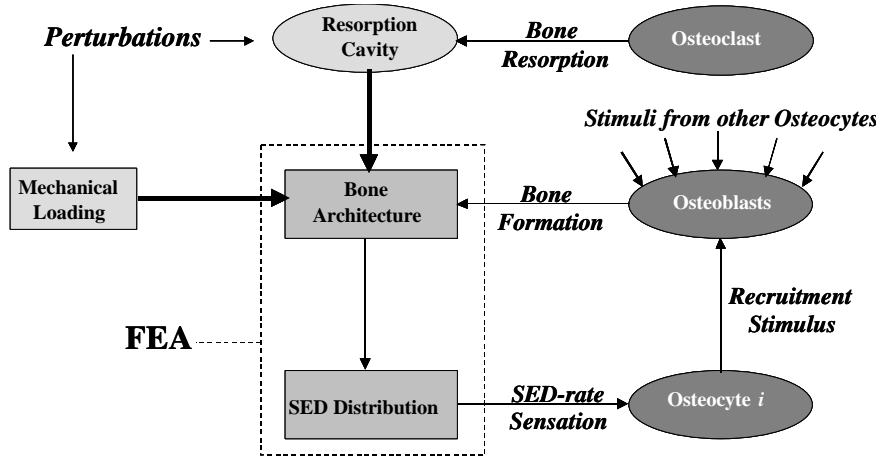 Perturbations
Resorption
Cavity
Bone
Resorption
Osteoclast
Stimuli from other Osteocytes
Mechanical
Loading
Bone
Architecture
Bone
Formation
Osteoblasts
Recruitment
Stimulus
FEA
SED Distribution
SED-rate
Sensation
Osteocyte i